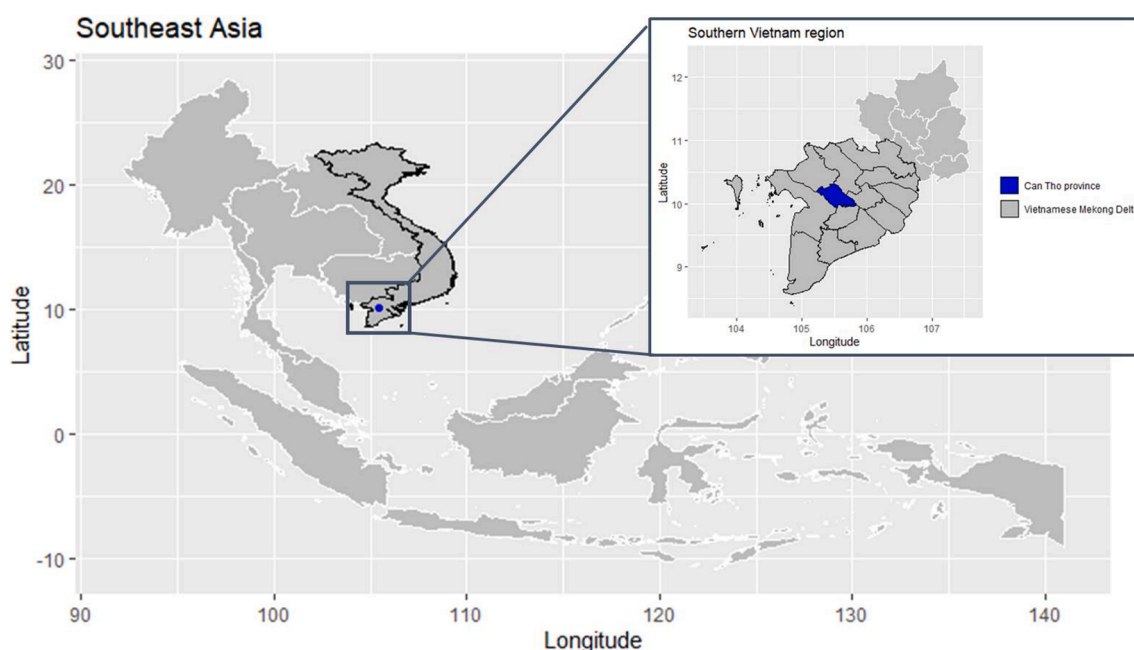 Southeast Asia
30
20
10
0
-10
Latitude
90
100
110
120
130
140
Longitude
Southern Vietnam region
12
11
10
9
Latitude
104
105
106
107
Longitude
Can Tho province
Vietnamese Mekong Delt